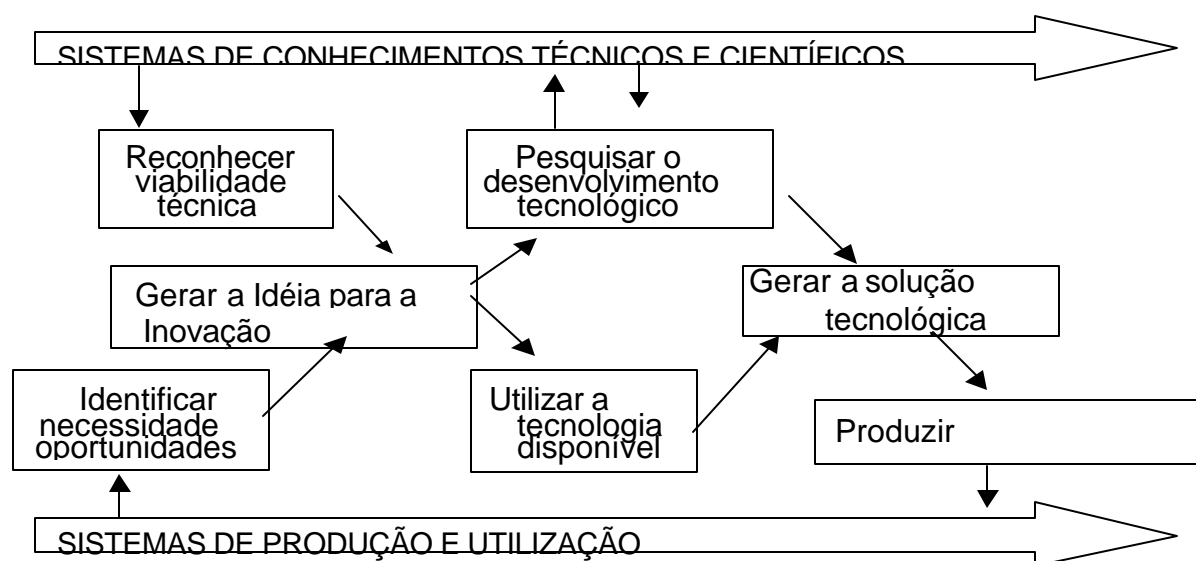 SISTEMAS DE CONHECIMENTOS TÉCNICOS E CIENTÍFICOS
Reconhecer
viabilidade
técnica
Pesquisar o
desenvolvimento
tecnológico
Gerar a Idéia para a
Inovação
Gerar a solução
tecnológica
Identificar
necessidade
oportunidades
Utilizar a
tecnologia
disponível
Produzir
SISTEMAS DE PRODUÇÃO E UTILIZAÇÃO